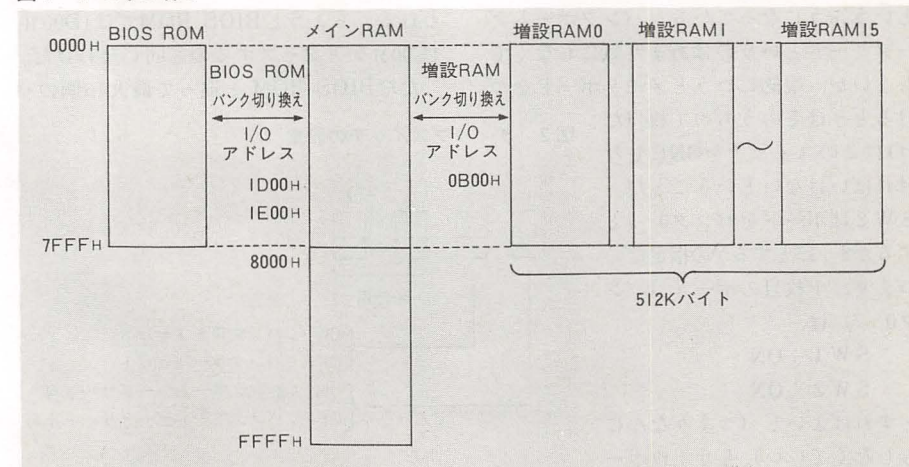 BIOS ROM
メインRAM
増設RAM0
増設RAM1
増設RAM15
0000H
BIOS ROM
バンク切り換え
I/O
アドレス
1D00H
1E00H
増設RAM
バンク切り換え
I/O
アドレス
0B00H
7FFFH
8000H
512Kバイト
FFFFH